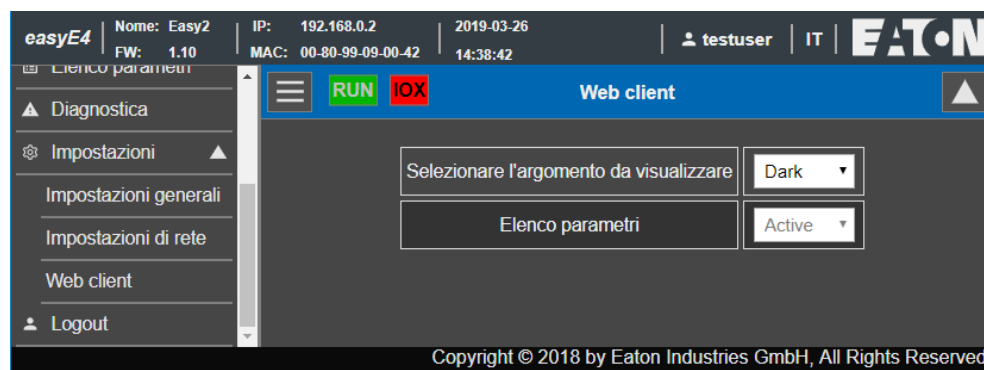 easyE4
Nome: Easy2
FW: 1.10
IP: 192.168.0.2
MAC: 00-80-99-09-00-42
2019-03-26
14:38:42
testuser
IT
EATON
Elenco parametri
Diagnostica
Impostazioni
Impostazioni generali
Impostazioni di rete
Web client
Logout
RUN
IOX
Web client
Selezionare l'argomento da visualizzare
Dark
Elenco parametri
Active
Copyright © 2018 by Eaton Industries GmbH, All Rights Reserved